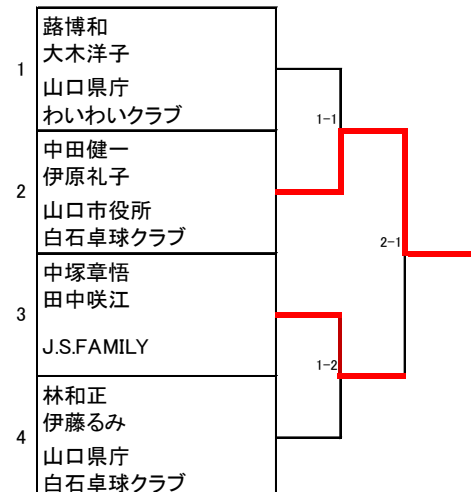 蕗博和
大木洋子
1
山口県庁
わいわいクラブ
1-1
中田健一
伊原礼子
2
山口市役所
白石卓球クラブ
2-1
中塚章悟
田中咲江
3
J.S.FAMILY
1-2
林和正
伊藤るみ
4
山口県庁
白石卓球クラブ